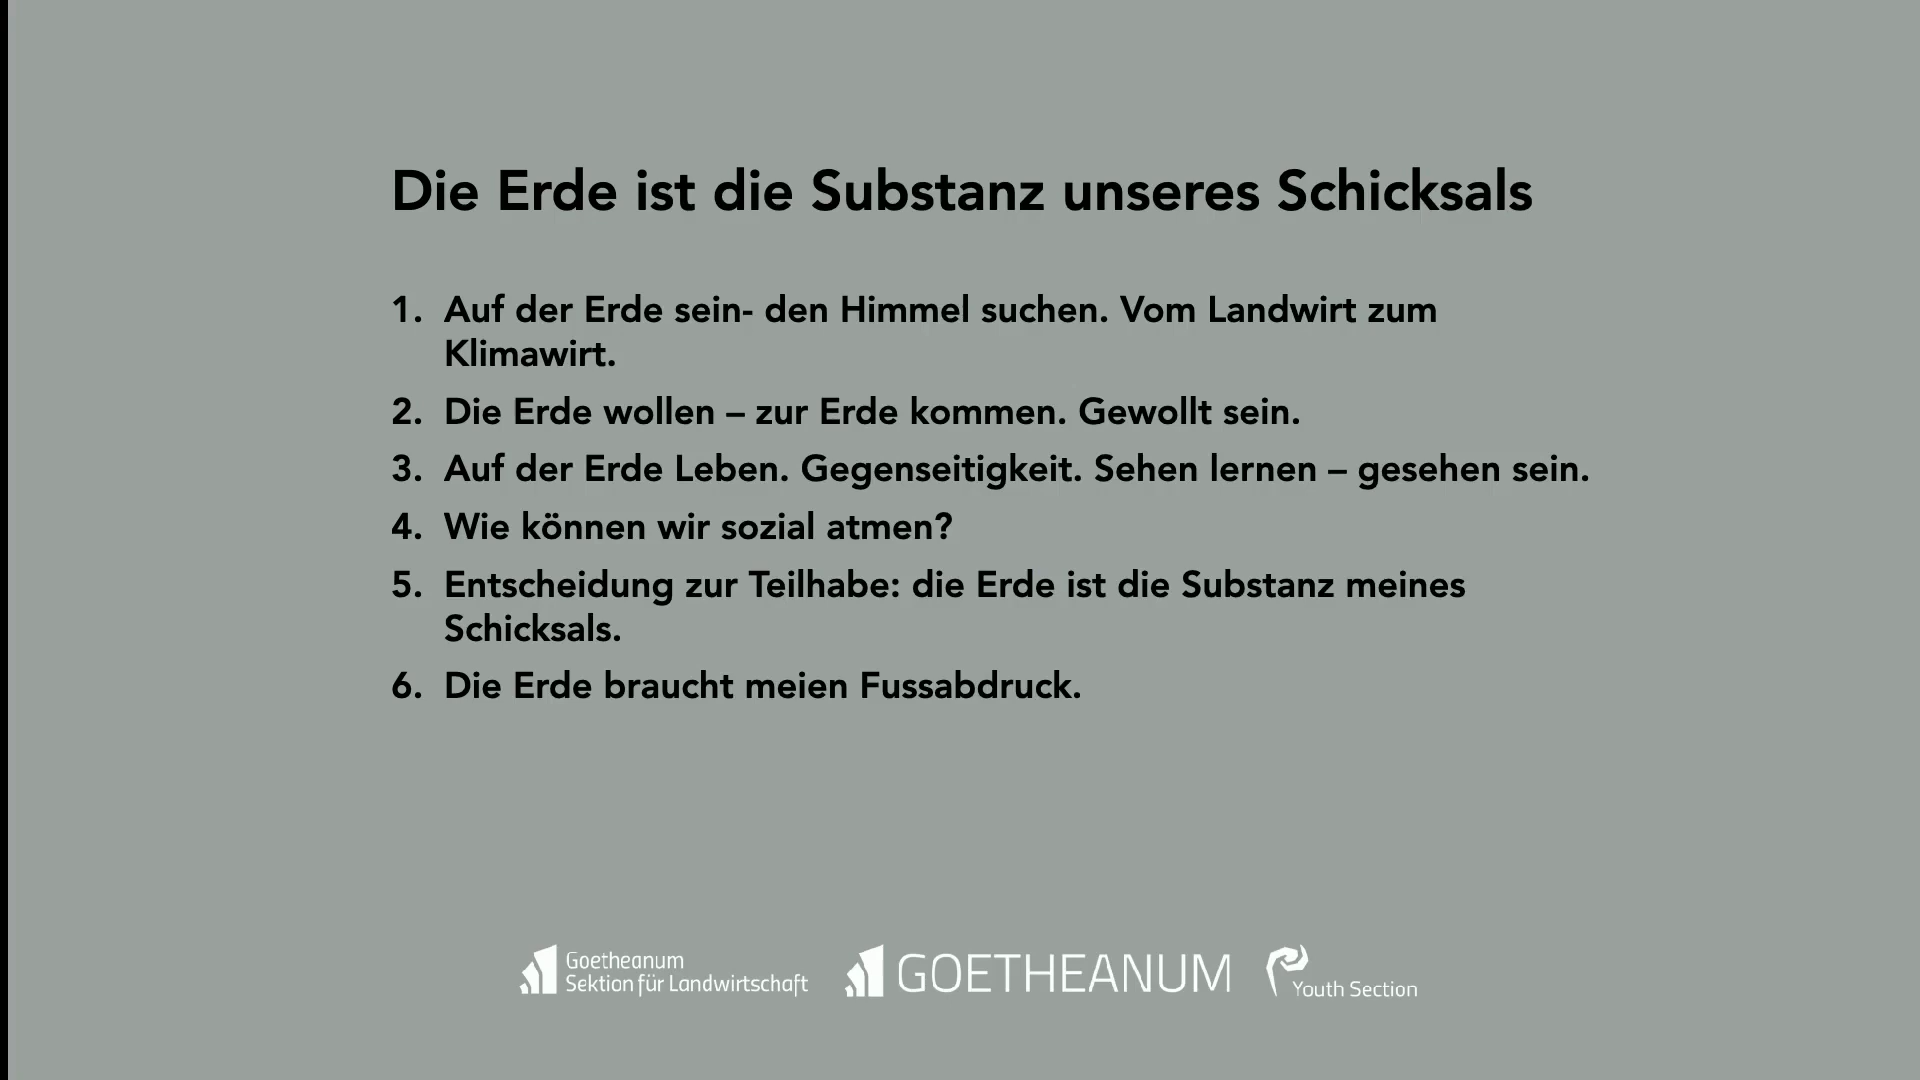 Die Erde ist die Substanz unseres Schicksals
1. Auf der Erde sein- den Himmel suchen. Vom Landwirt zum
Klimawirt.
2. Die Erde wollen – zur Erde kommen. Gewollt sein.
3. Auf der Erde Leben. Gegenseitigkeit. Sehen lernen – gesehen sein.
4. Wie können wir sozial atmen?
5. Entscheidung zur Teilhabe: die Erde ist die Substanz meines
Schicksals.
6. Die Erde braucht meien Fussabdruck.
Goetheanum
Sektion für Landwirtschaft
GOETHEANUM
Youth Section